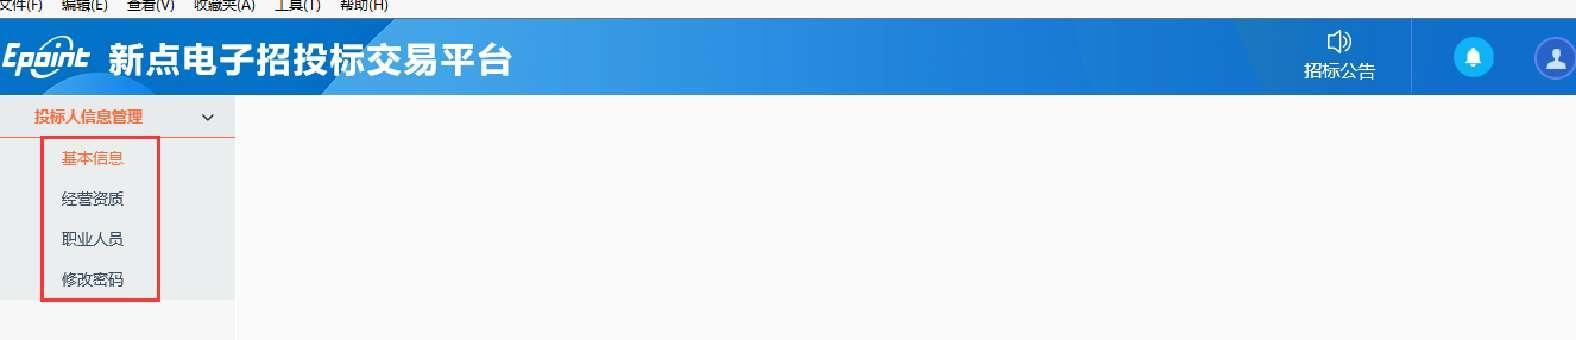 文件(F) 编辑(E) 查看(V) 收藏夹(A) 工具(T) 帮助(H)
Epoint 新点电子招投标交易平台
招标公告
投标人信息管理
基本信息
经营资质
职业人员
修改密码